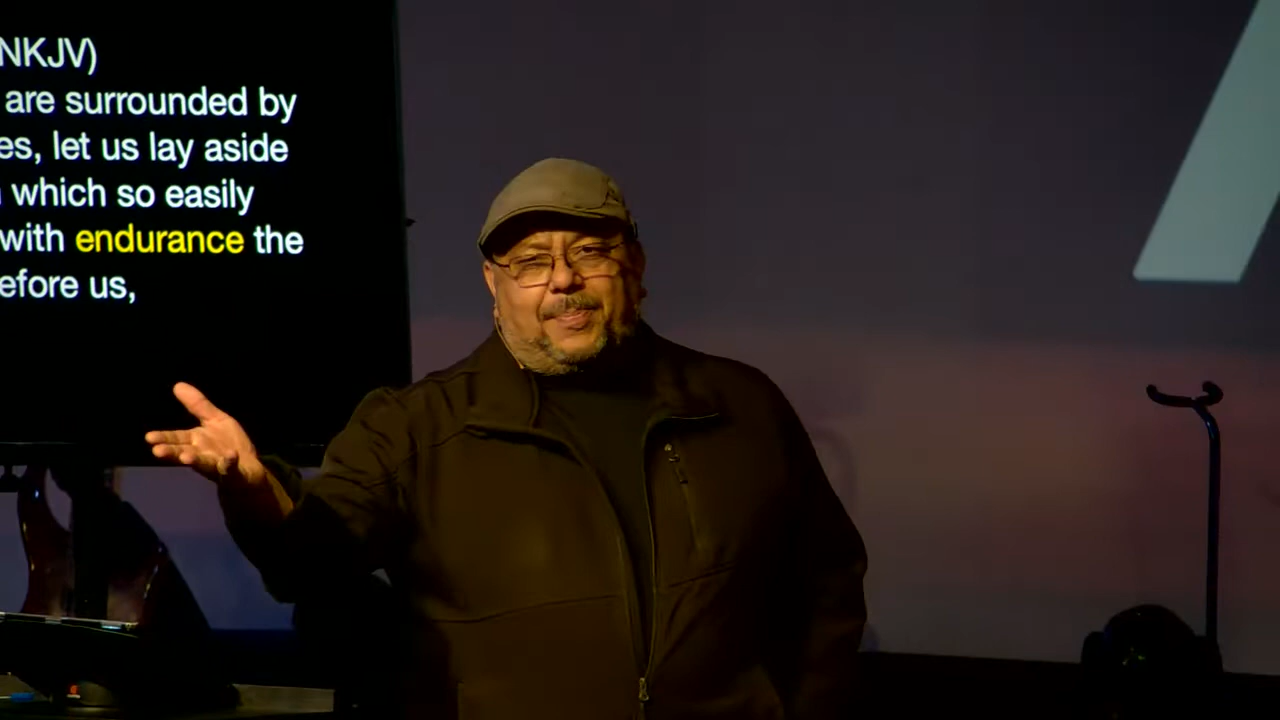 NKJV)
are surrounded by
es, let us lay aside
which so easily
with endurance the
efore us,